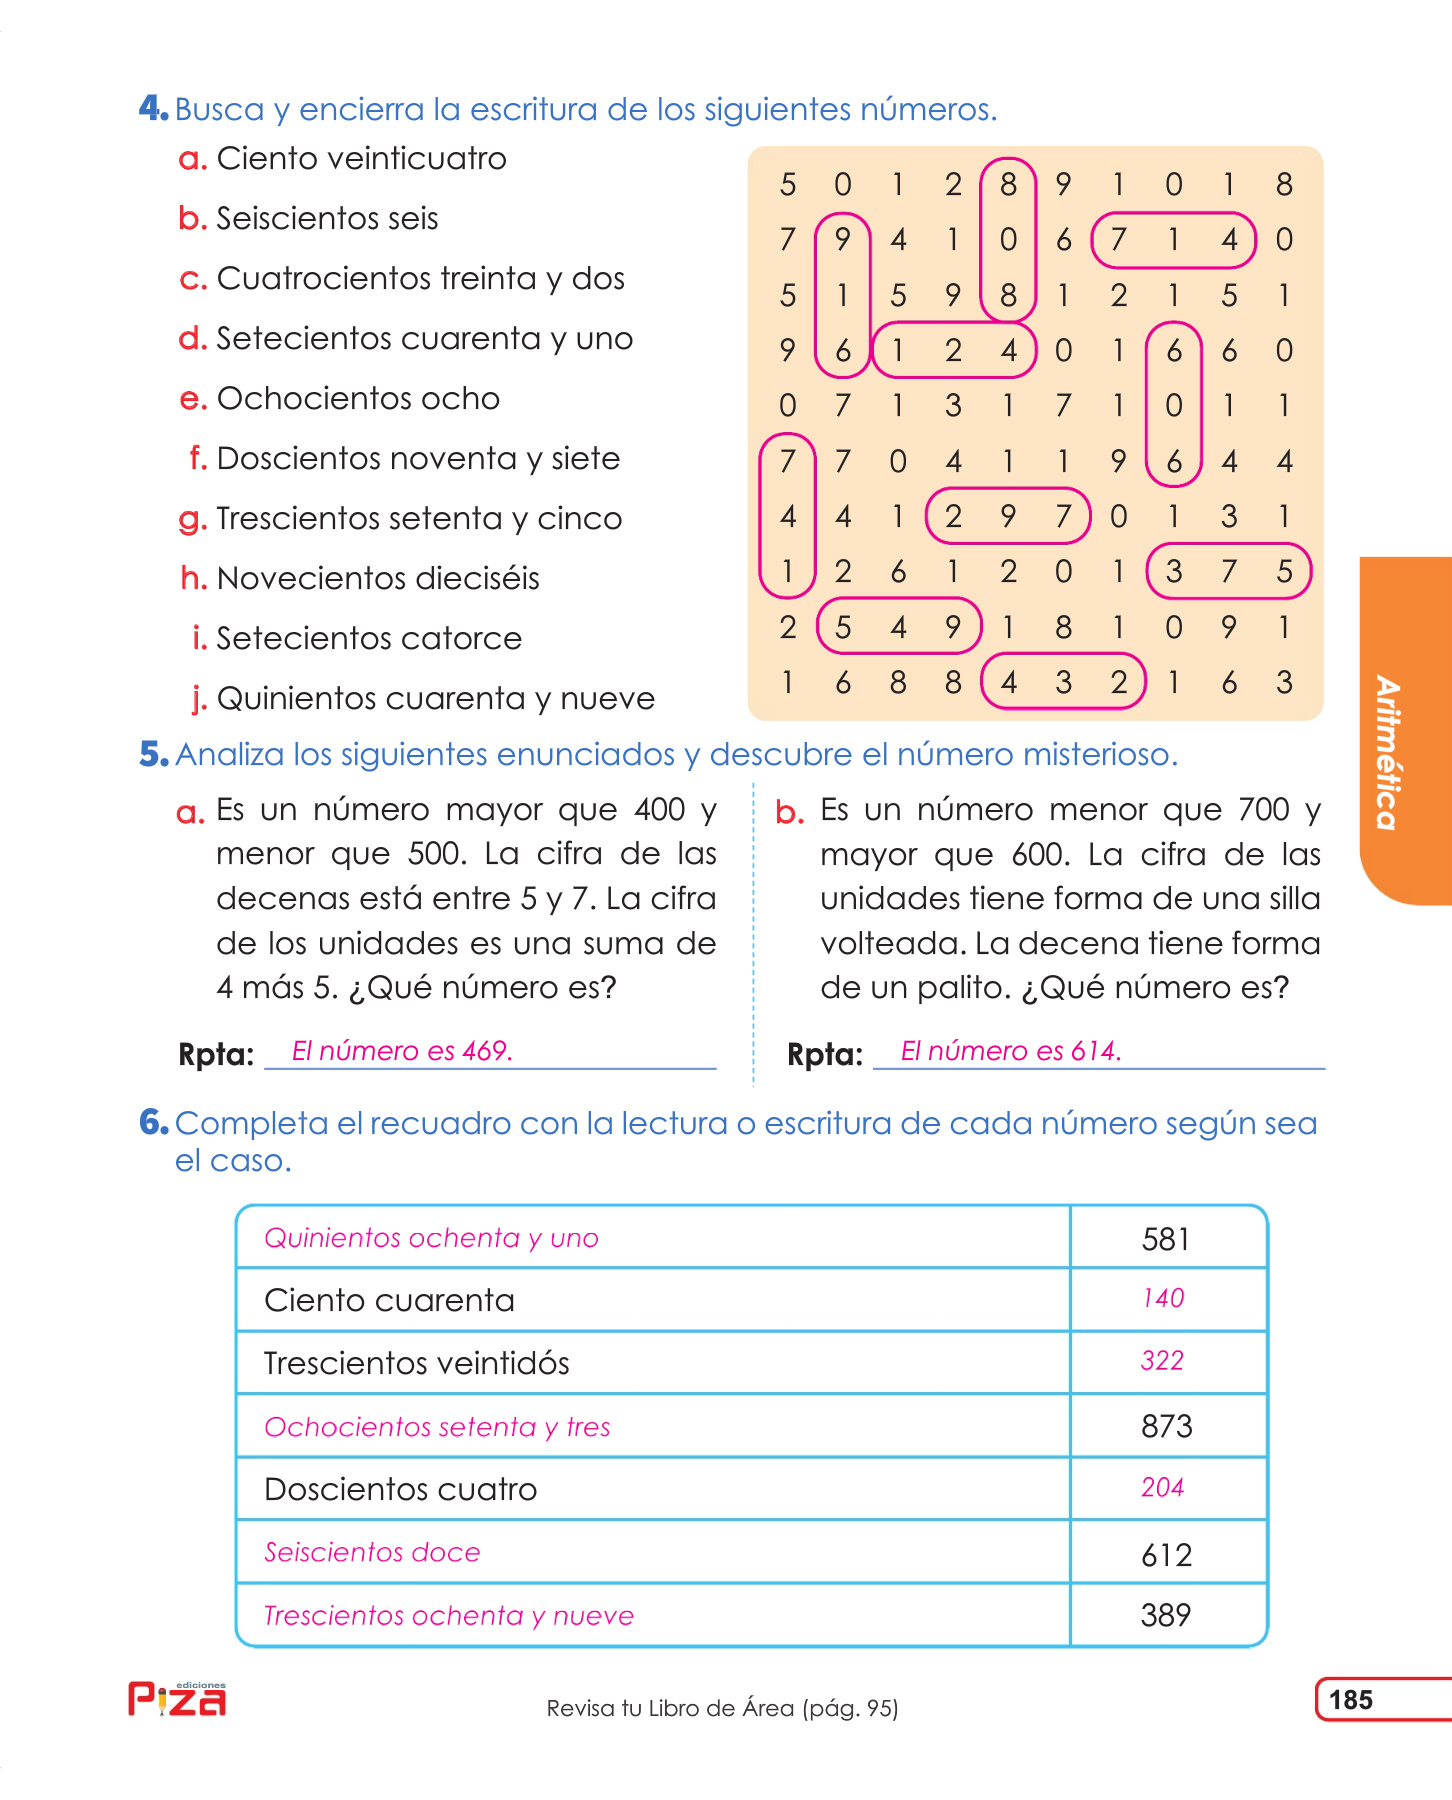 4. Busca y encierra la escritura de los siguientes números.
a. Ciento veinticuatro
b. Seiscientos seis
c. Cuatrocientos treinta y dos
d. Setecientos cuarenta y uno
e. Ochocientos ocho
f. Doscientos noventa y siete
g. Trescientos setenta y cinco
h. Novecientos dieciséis
i. Setecientos catorce
j. Quinientos cuarenta y nueve
5 0 1 2 8 9 1 0 1 8
7 9 4 1 0 6 7 1 4 0
5 1 5 9 8 1 2 1 5 1
9 6 1 2 4 0 1 6 6 0
0 7 1 3 1 7 1 0 1 1
7 7 0 4 1 1 9 6 4 4
4 4 1 2 9 7 0 1 3 1
1 2 6 1 2 0 1 3 7 5
2 5 4 9 1 8 1 0 9 1
1 6 8 8 4 3 2 1 6 3
5. Analiza los siguientes enunciados y descubre el número misterioso.
a. Es un número mayor que 400 y
menor que 500. La cifra de las
decenas está entre 5 y 7. La cifra
de los unidades es una suma de
4 más 5. ¿Qué número es?
Rpta: El número es 469.
b. Es un número menor que 700 y
mayor que 600. La cifra de las
unidades tiene forma de una silla
volteada. La decena tiene forma
de un palito. ¿Qué número es?
Rpta: El número es 614.
6. Completa el recuadro con la lectura o escritura de cada número según sea
el caso.
Quinientos ochenta y uno 581
Ciento cuarenta 140
Trescientos veintidós 322
Ochocientos setenta y tres 873
Doscientos cuatro 204
Seiscientos doce 612
Trescientos ochenta y nueve 389
Aritmética
ediciones
Piza
Revisa tu Libro de Área (pág. 95)
185